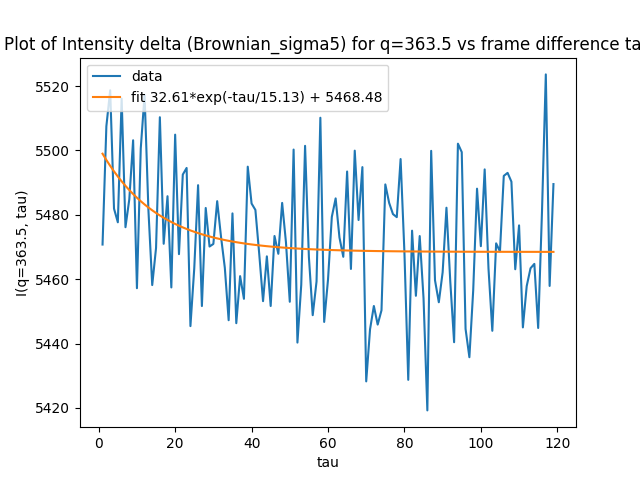 Plot of Intensity delta (Brownian_sigma5) for q=363.5 vs frame difference ta
data
fit 32.61*exp(-tau/15.13) + 5468.48
I(q=363.5, tau)
5520
5500
5480
5460
5440
5420
0 20 40 60 80 100 120
tau